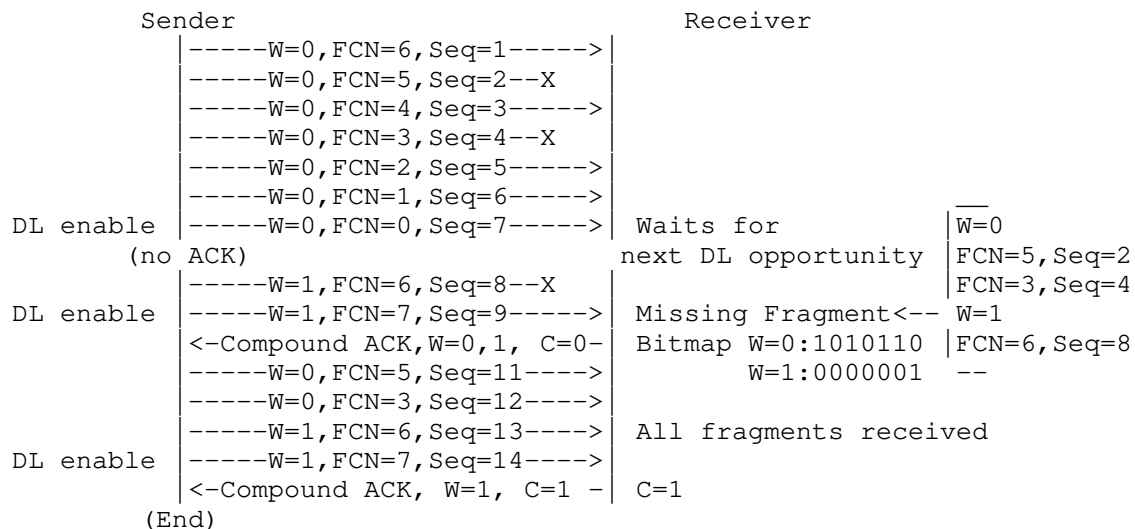 Sender                               Receiver
            |-----W=0,FCN=6,Seq=1----->|
            |-----W=0,FCN=5,Seq=2--X
            |-----W=0,FCN=4,Seq=3----->|
            |-----W=0,FCN=3,Seq=4--X
            |-----W=0,FCN=2,Seq=5----->|
            |-----W=0,FCN=1,Seq=6----->|                       __
 DL enable  |-----W=0,FCN=0,Seq=7----->| Waits for            |W=0
        (no ACK)                        next DL opportunity |FCN=5,Seq=2
            |-----W=1,FCN=6,Seq=8--X   |                      |FCN=3,Seq=4
 DL enable  |-----W=1,FCN=7,Seq=9----->| Missing Fragment<-- W=1
            |<-Compound ACK,W=0,1, C=0-| Bitmap W=0:1010110 |FCN=6,Seq=8
            |-----W=0,FCN=5,Seq=11---->|        W=1:0000001  --
            |-----W=0,FCN=3,Seq=12---->|
            |-----W=1,FCN=6,Seq=13---->| All fragments received
 DL enable  |-----W=1,FCN=7,Seq=14---->|
            |<-Compound ACK, W=1, C=1 -| C=1
         (End)